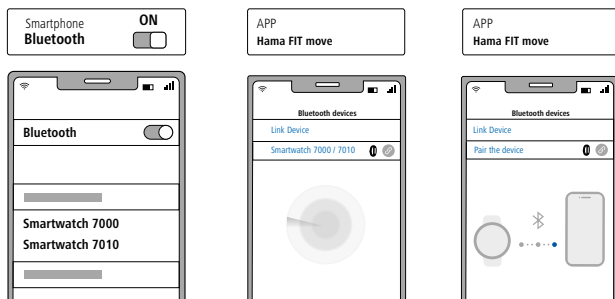 Smartphone
Bluetooth
ON
Bluetooth
Smartwatch 7000
Smartwatch 7010
APP
Hama FIT move
Bluetooth devices
Link Device
Smartwatch 7000 / 7010
APP
Hama FIT move
Bluetooth devices
Link Device
Pair the device